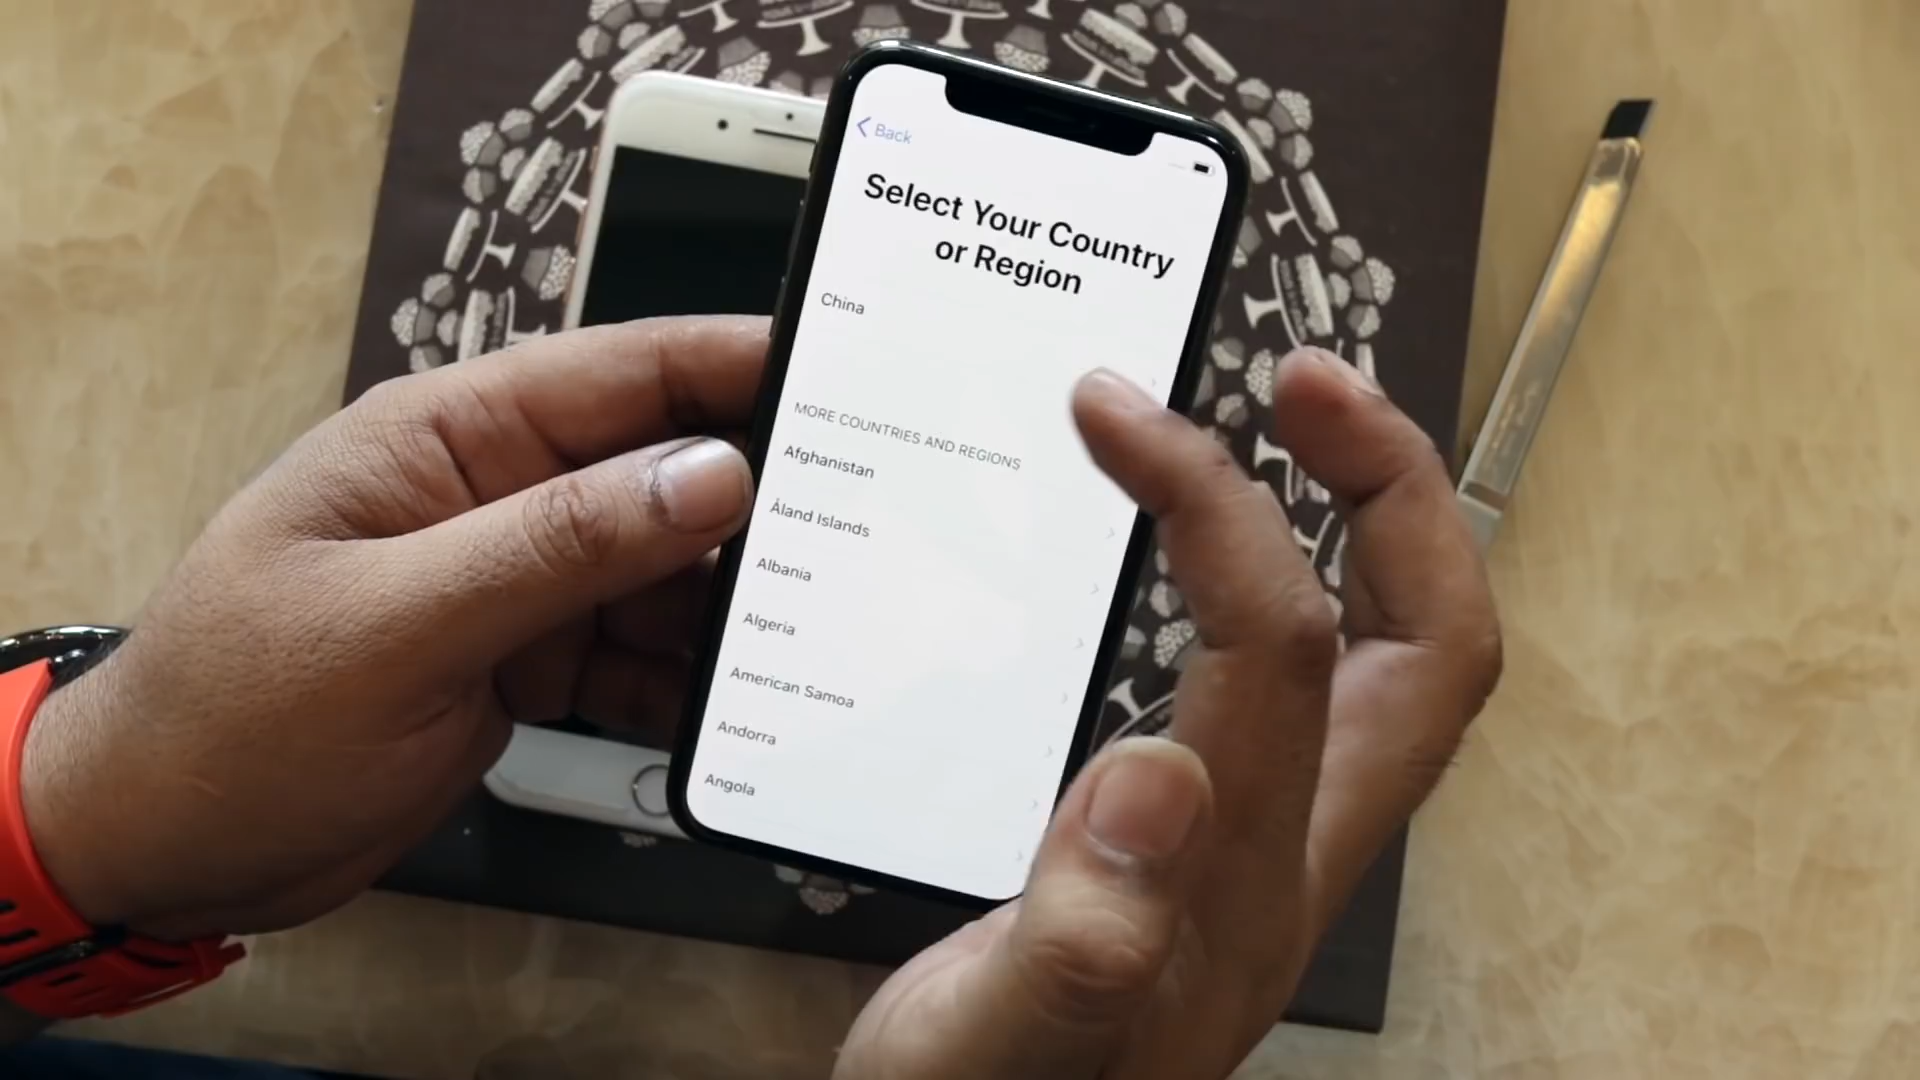 Back
Select Your Country
or Region
China
MORE COUNTRIES AND REGIONS
Afghanistan
Åland Islands
Albania
Algeria
American Samoa
Andorra
Angola